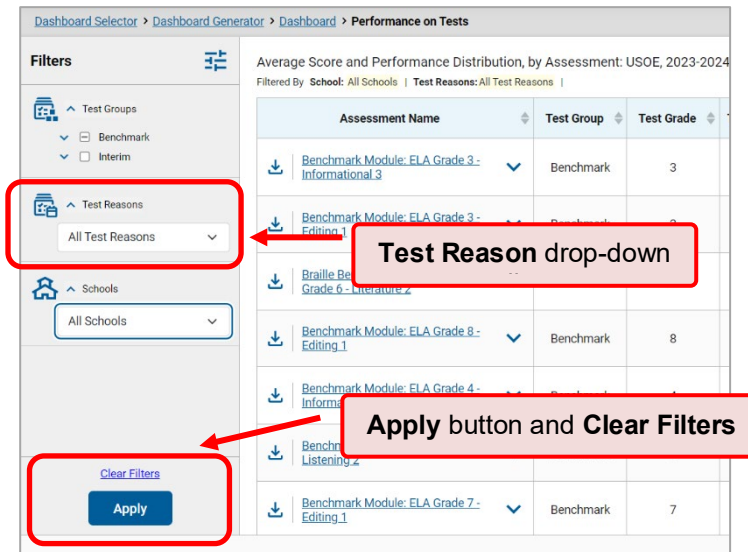 Dashboard Selector > Dashboard Generator > Dashboard > Performance on Tests
Filters
Test Groups
Benchmark
Interim
Test Reasons
All Test Reasons
Schools
All Schools
Clear Filters
Apply
Average Score and Performance Distribution, by Assessment: USOE, 2023-2024
Filtered By School: All Schools | Test Reasons: All Test Reasons |
Assessment Name Test Group Test Grade
Benchmark Module: ELA Grade 3 -
Informational 3
Benchmark 3
Benchmark Module: ELA Grade 3 -
Editing 1
Test Reason drop-down
Braille Be
Grade 6 - Literature 2
Benchmark Module: ELA Grade 8 -
Editing 1
Benchmark 8
Benchmark Module: ELA Grade 4 -
Informa
Apply button and Clear Filters
Benchm
Listening 2
Benchmark Module: ELA Grade 7 -
Editing 1
Benchmark 7